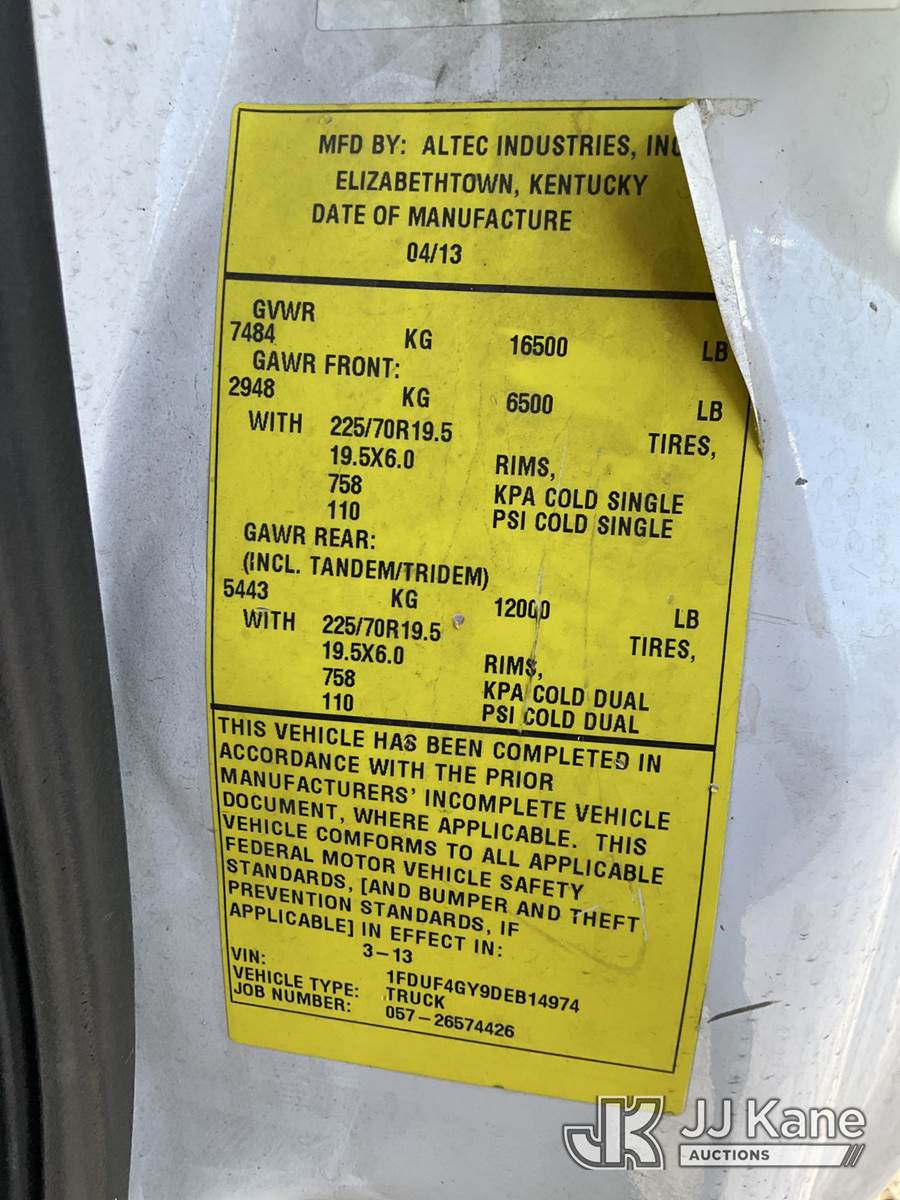 MFD BY: ALTEC INDUSTRIES, INC
ELIZABETHTOWN, KENTUCKY
DATE OF MANUFACTURE
04/13
GVWR
7484 KG 16500 LB
GAWR FRONT:
2948 KG 6500 LB
WITH 225/70R19.5 TIRES,
19.5X6.0 RIMS,
758 KPA COLD SINGLE
110 PSI COLD SINGLE
GAWR REAR:
(INCL. TANDEM/TRIDEM)
5443 KG 12000 LB
WITH 225/70R19.5 TIRES,
19.5X6.0 RIMS,
758 KPA COLD DUAL
110 PSI COLD DUAL
THIS VEHICLE HAS BEEN COMPLETED IN
ACCORDANCE WITH THE PRIOR
MANUFACTURERS' INCOMPLETE VEHICLE
DOCUMENT, WHERE APPLICABLE. THIS
VEHICLE COMFORMS TO ALL APPLICABLE
FEDERAL MOTOR VEHICLE SAFETY
STANDARDS, [AND BUMPER AND THEFT
PREVENTION STANDARDS, IF
APPLICABLE] IN EFFECT IN:
3-13
VIN: 1FDUF4GY9DEB14974
VEHICLE TYPE: TRUCK
JOB NUMBER: 057-26574426
JK JJ Kane
AUCTIONS